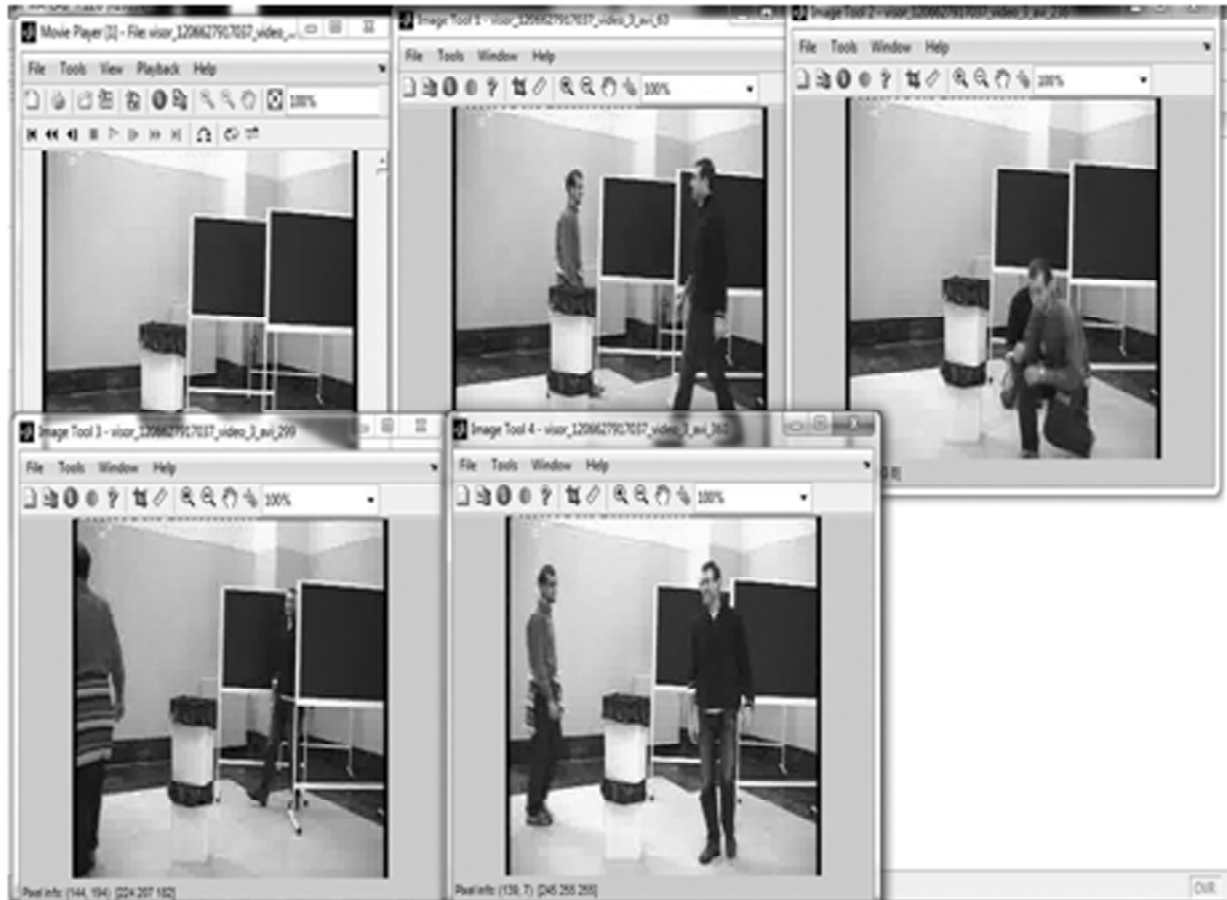 Movie Player [1] - File: visor_1206627917037_video_...
File Tools View Playback Help
100%
Image Tool 1 - visor_1206627917037_video_3_avi_63
File Tools Window Help
100%
Image Tool 2 - visor_1206627917037_video_3_avi_230
File Tools Window Help
100%
Image Tool 3 - visor_1206627917037_video_3_avi_299
File Tools Window Help
100%
Pixel info: (144, 194) [224 207 182]
Image Tool 4 - visor_1206627917037_video_3_avi_362
File Tools Window Help
100%
Pixel info: (139, 7) [245 255 255]
OVR